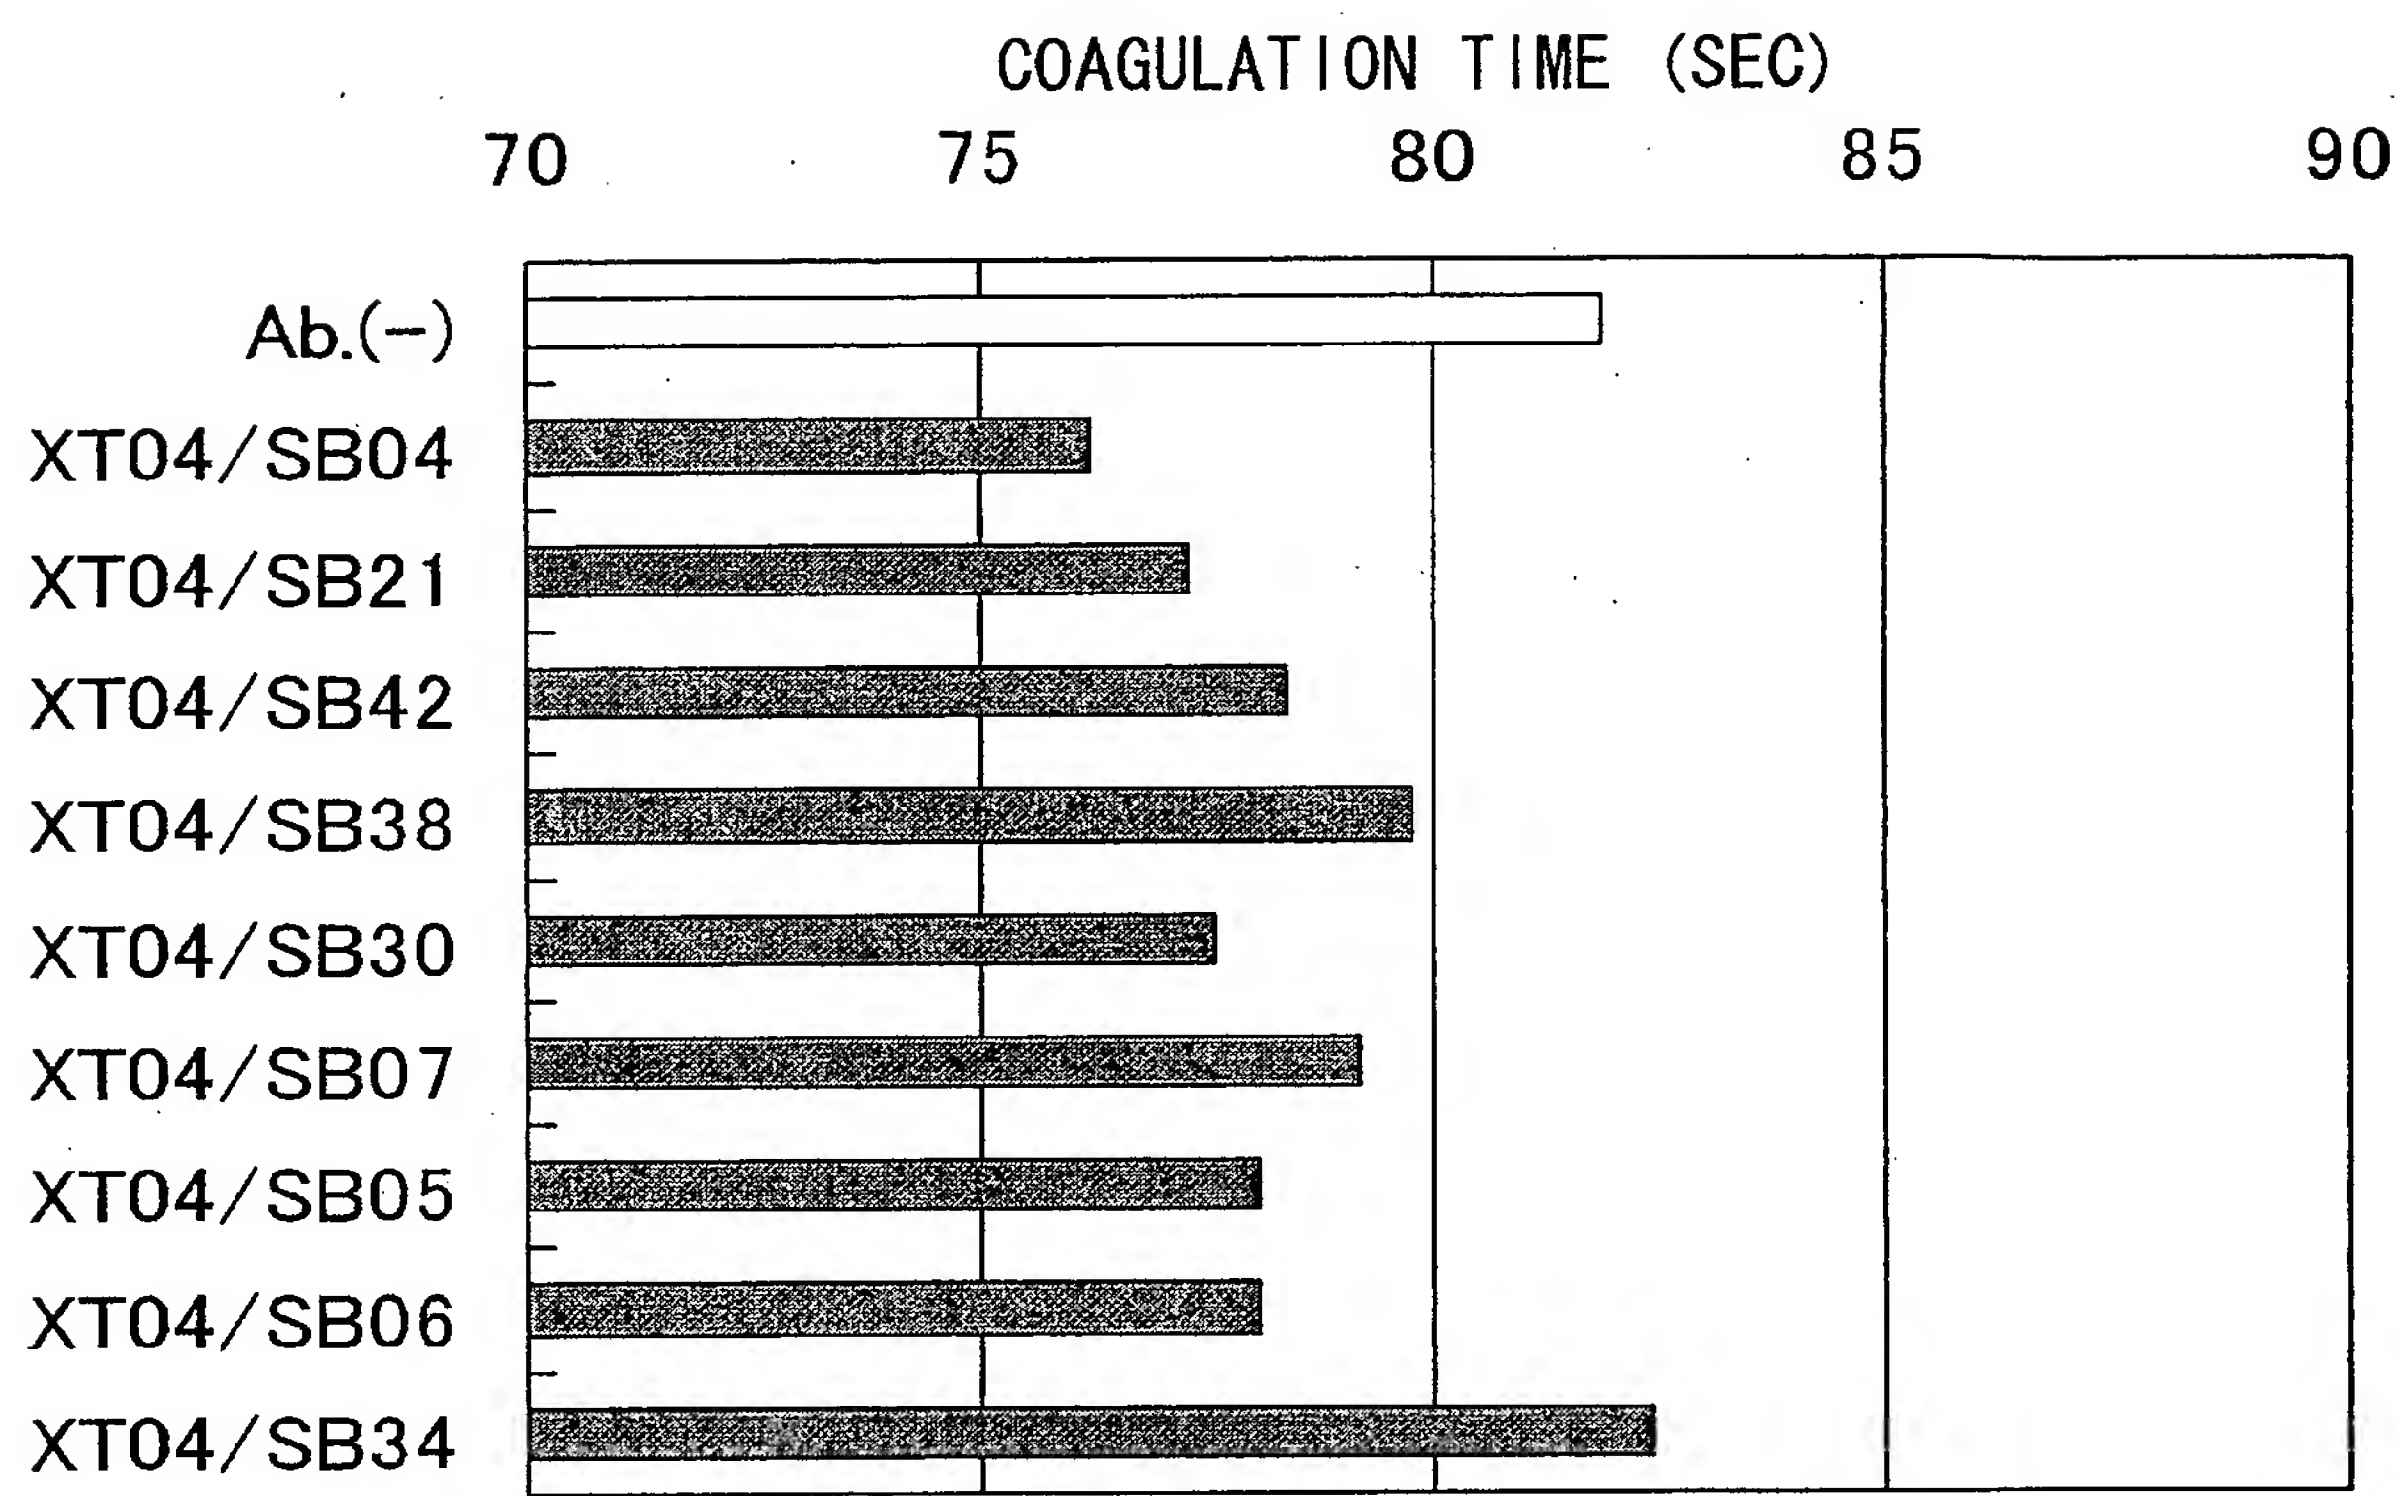 COAGULATION TIME (SEC)
70 75 80 85 90
Ab.(-)
XT04/SB04
XT04/SB21
XT04/SB42
XT04/SB38
XT04/SB30
XT04/SB07
XT04/SB05
XT04/SB06
XT04/SB34